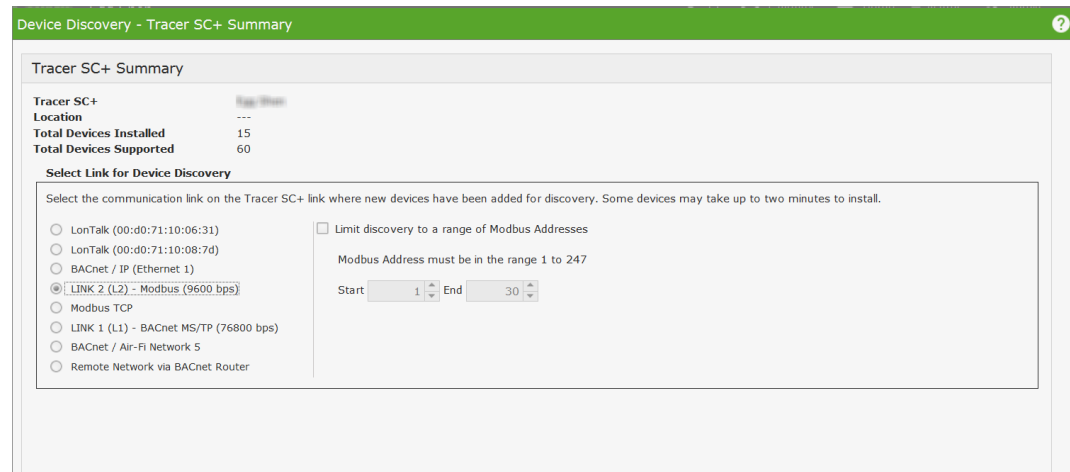 Device Discovery - Tracer SC+ Summary ?
Tracer SC+ Summary
Tracer SC+
Location ---
Total Devices Installed 15
Total Devices Supported 60
Select Link for Device Discovery
Select the communication link on the Tracer SC+ link where new devices have been added for discovery. Some devices may take up to two minutes to install.
LonTalk (00:d0:71:10:06:31)
LonTalk (00:d0:71:10:08:7d)
BACnet / IP (Ethernet 1)
LINK 2 (L2) - Modbus (9600 bps)
Modbus TCP
LINK 1 (L1) - BACnet MS/TP (76800 bps)
BACnet / Air-Fi Network 5
Remote Network via BACnet Router
Limit discovery to a range of Modbus Addresses
Modbus Address must be in the range 1 to 247
Start 1 End 30